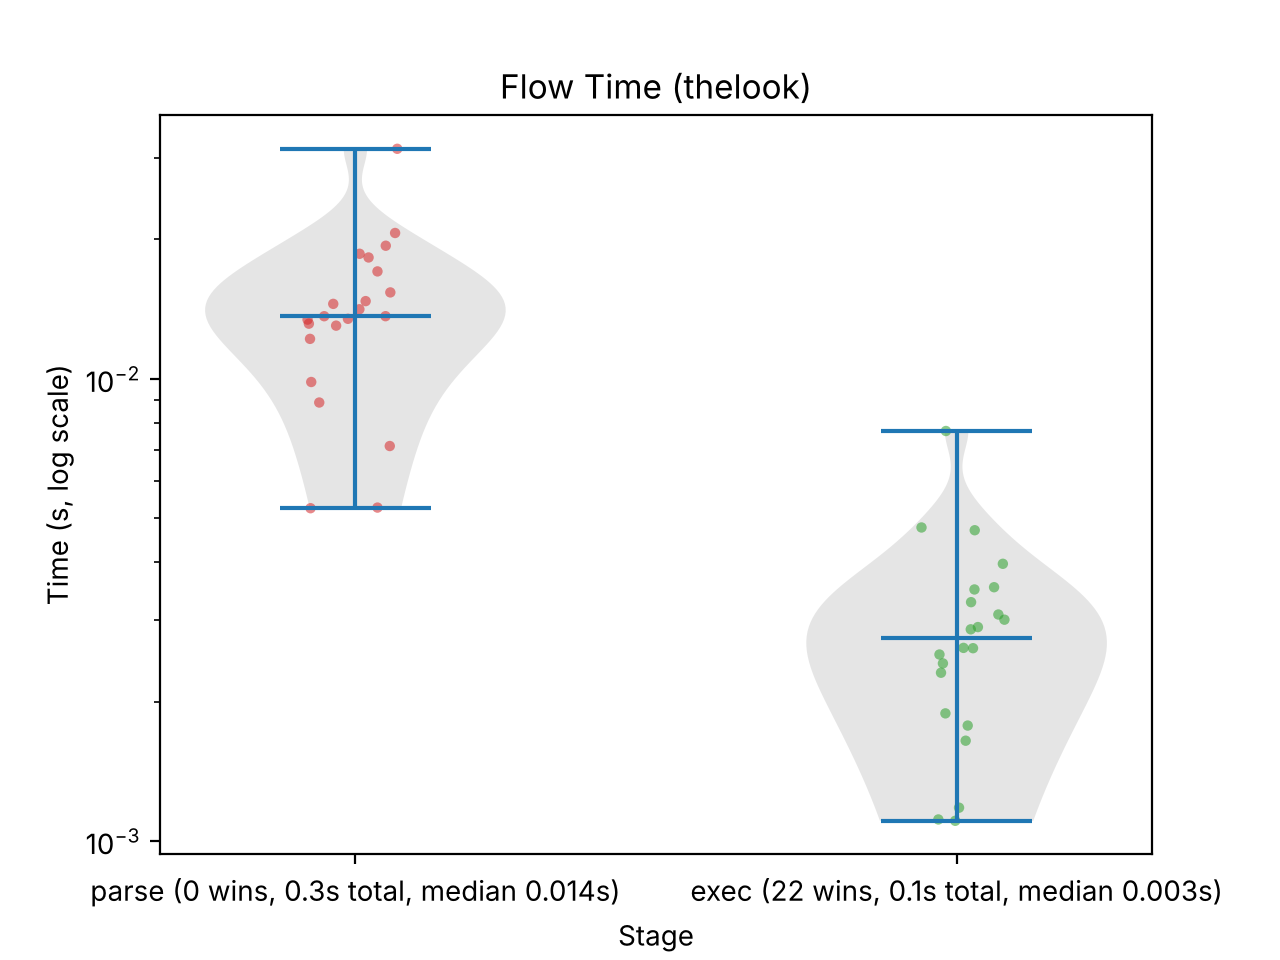 Flow Time (thelook)
Time (s, log scale)
10⁻²
10⁻³
parse (0 wins, 0.3s total, median 0.014s)
exec (22 wins, 0.1s total, median 0.003s)
Stage